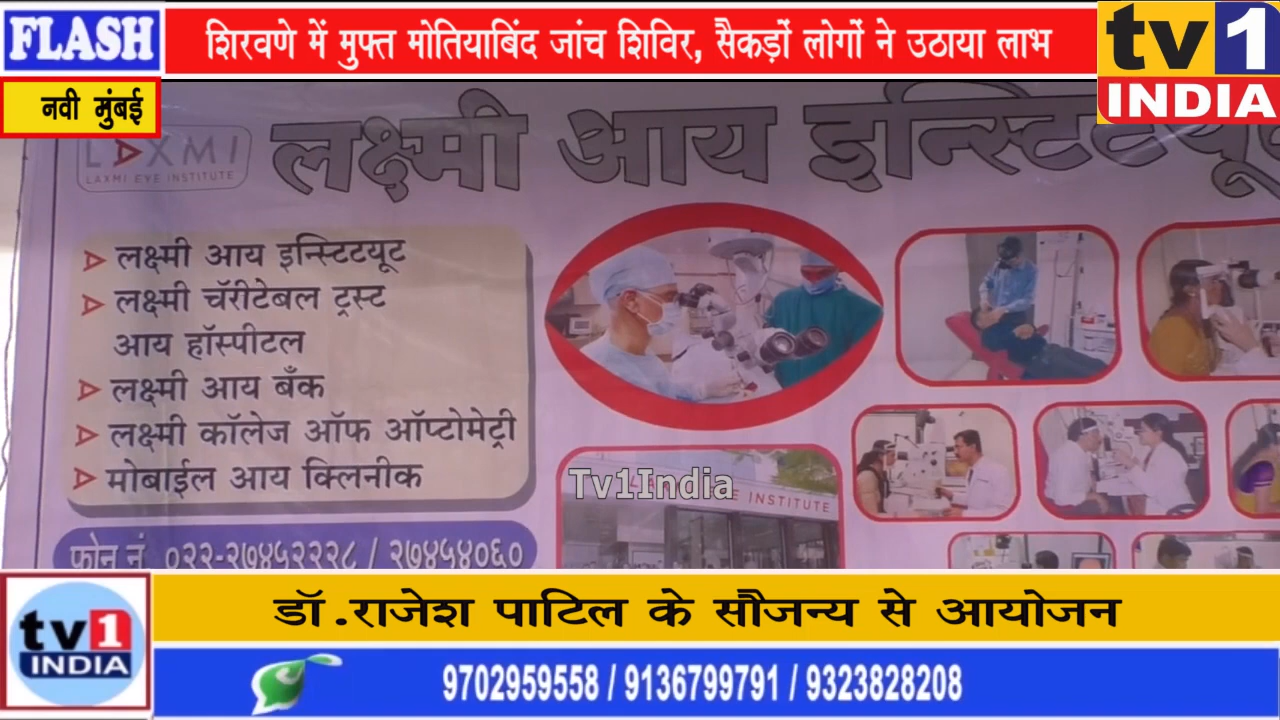 FLASH
शिरवणे में मुफ्त मोतियाबिंद जांच शिविर, सैकड़ों लोगों ने उठाया लाभ
tv1
INDIA
नवी मुंबई
LAXMI
LAXMI EYE INSTITUTE
लक्ष्मी आय इन्स्टिटयूट
लक्ष्मी आय इन्स्टिटयूट
लक्ष्मी चॅरीटेबल ट्रस्ट
आय हॉस्पीटल
लक्ष्मी आय बँक
लक्ष्मी कॉलेज ऑफ ऑप्टोमेट्री
मोबाईल आय क्लिनीक
Tv1India
EYE INSTITUTE
फोन नं. ०२२-२७४५२२२८ / २७४५४०६०
tv1
INDIA
डॉ.राजेश पाटिल के सौजन्य से आयोजन
9702959558 / 9136799791 / 9323828208